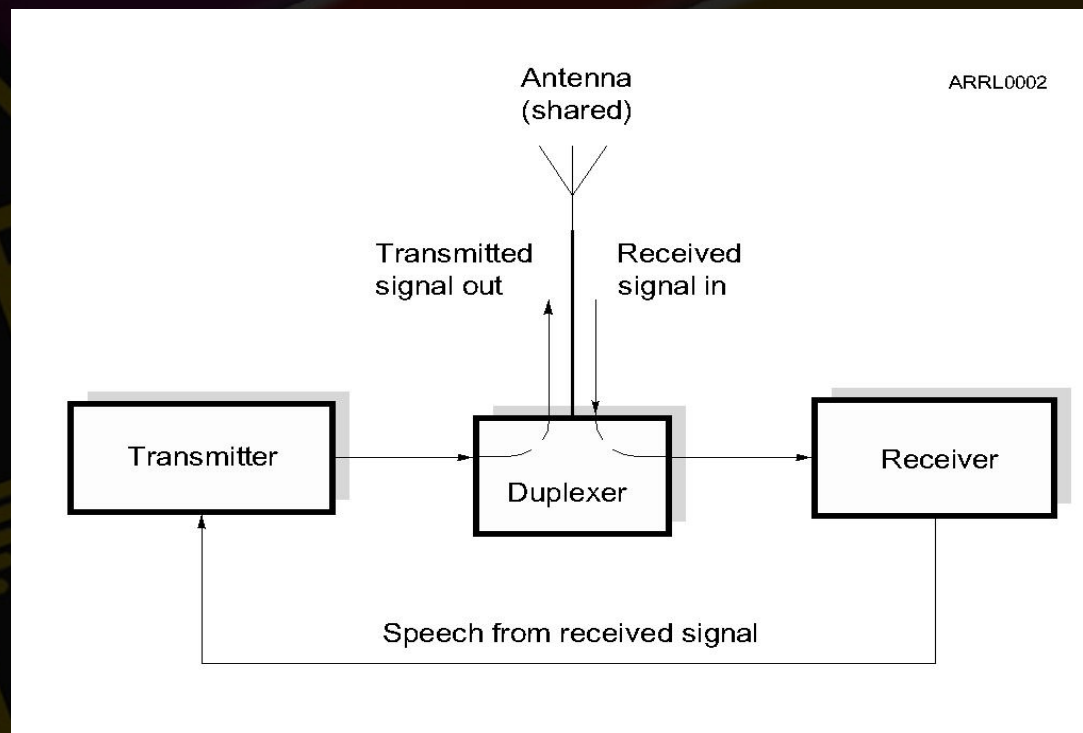 Antenna
(shared)
ARRL0002
Transmitted
signal out
Received
signal in
Transmitter
Duplexer
Receiver
Speech from received signal